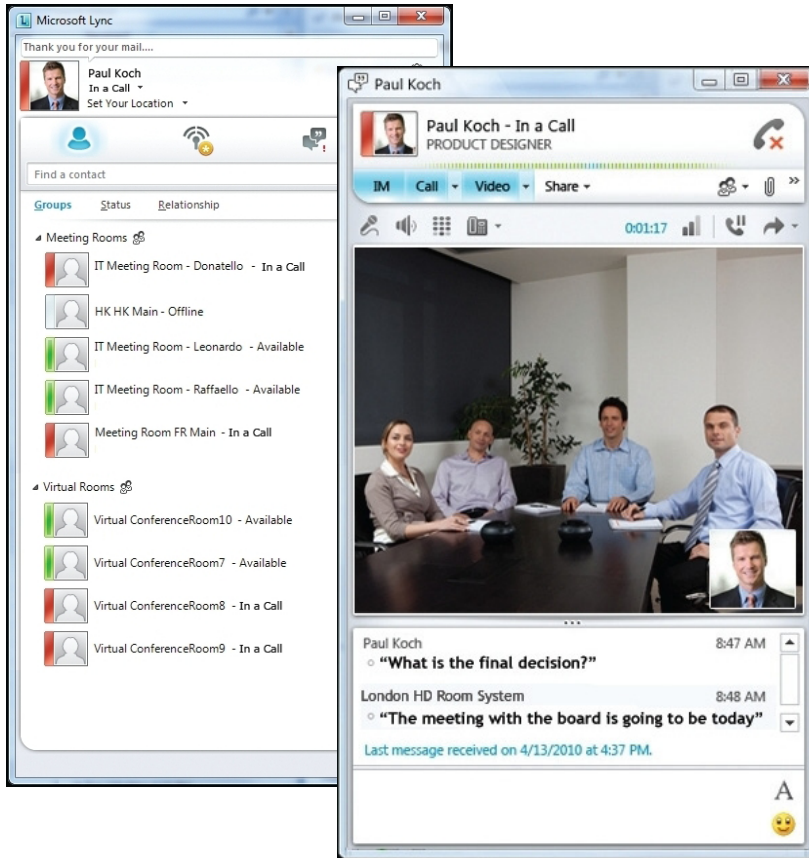 Microsoft Lync
Thank you for your mail....
Paul Koch
In a Call
Set Your Location
Find a contact
Groups Status Relationship
Meeting Rooms
IT Meeting Room - Donatello - In a Call
HK HK Main - Offline
IT Meeting Room - Leonardo - Available
IT Meeting Room - Raffaello - Available
Meeting Room FR Main - In a Call
Virtual Rooms
Virtual ConferenceRoom10 - Available
Virtual ConferenceRoom7 - Available
Virtual ConferenceRoom8 - In a Call
Virtual ConferenceRoom9 - In a Call
Paul Koch
Paul Koch - In a Call
PRODUCT DESIGNER
IM Call Video Share
0:01:17
Paul Koch 8:47 AM
“What is the final decision?”
London HD Room System 8:48 AM
“The meeting with the board is going to be today”
Last message received on 4/13/2010 at 4:37 PM.
A